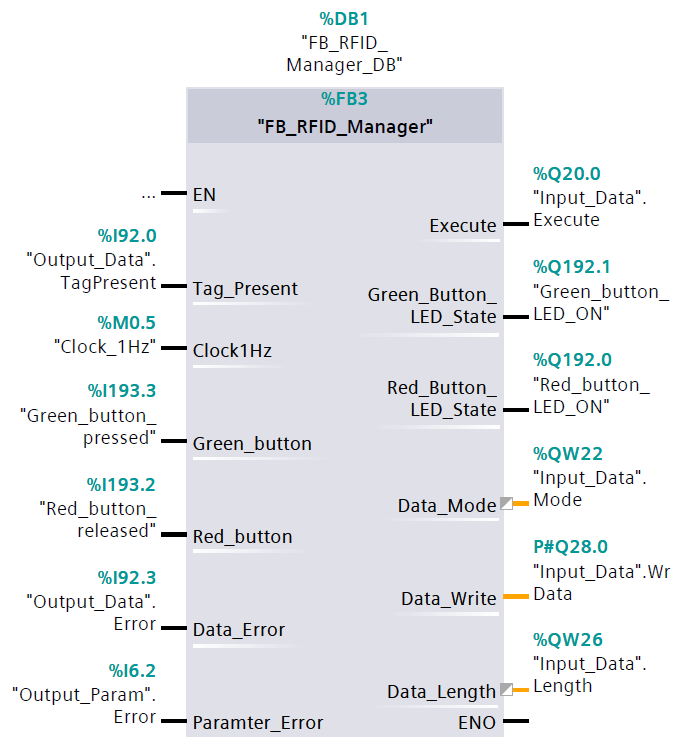 %DB1
"FB_RFID_
Manager_DB"
%FB3
"FB_RFID_Manager"
...
EN
%Q20.0
"Input_Data".
Execute
Execute
%I92.0
"Output_Data".
TagPresent
Tag_Present
%Q192.1
"Green_button_
LED_ON"
Green_Button_
LED_State
%M0.5
"Clock_1Hz"
Clock1Hz
%Q192.0
"Red_button_
LED_ON"
Red_Button_
LED_State
%I193.3
"Green_button_
pressed"
Green_button
%QW22
"Input_Data".
Mode
Data_Mode
%I193.2
"Red_button_
released"
Red_button
P#Q28.0
"Input_Data".Wr
Data
Data_Write
%I92.3
"Output_Data".
Error
Data_Error
%QW26
"Input_Data".
Length
Data_Length
%I6.2
"Output_Param".
Error
Paramter_Error
ENO